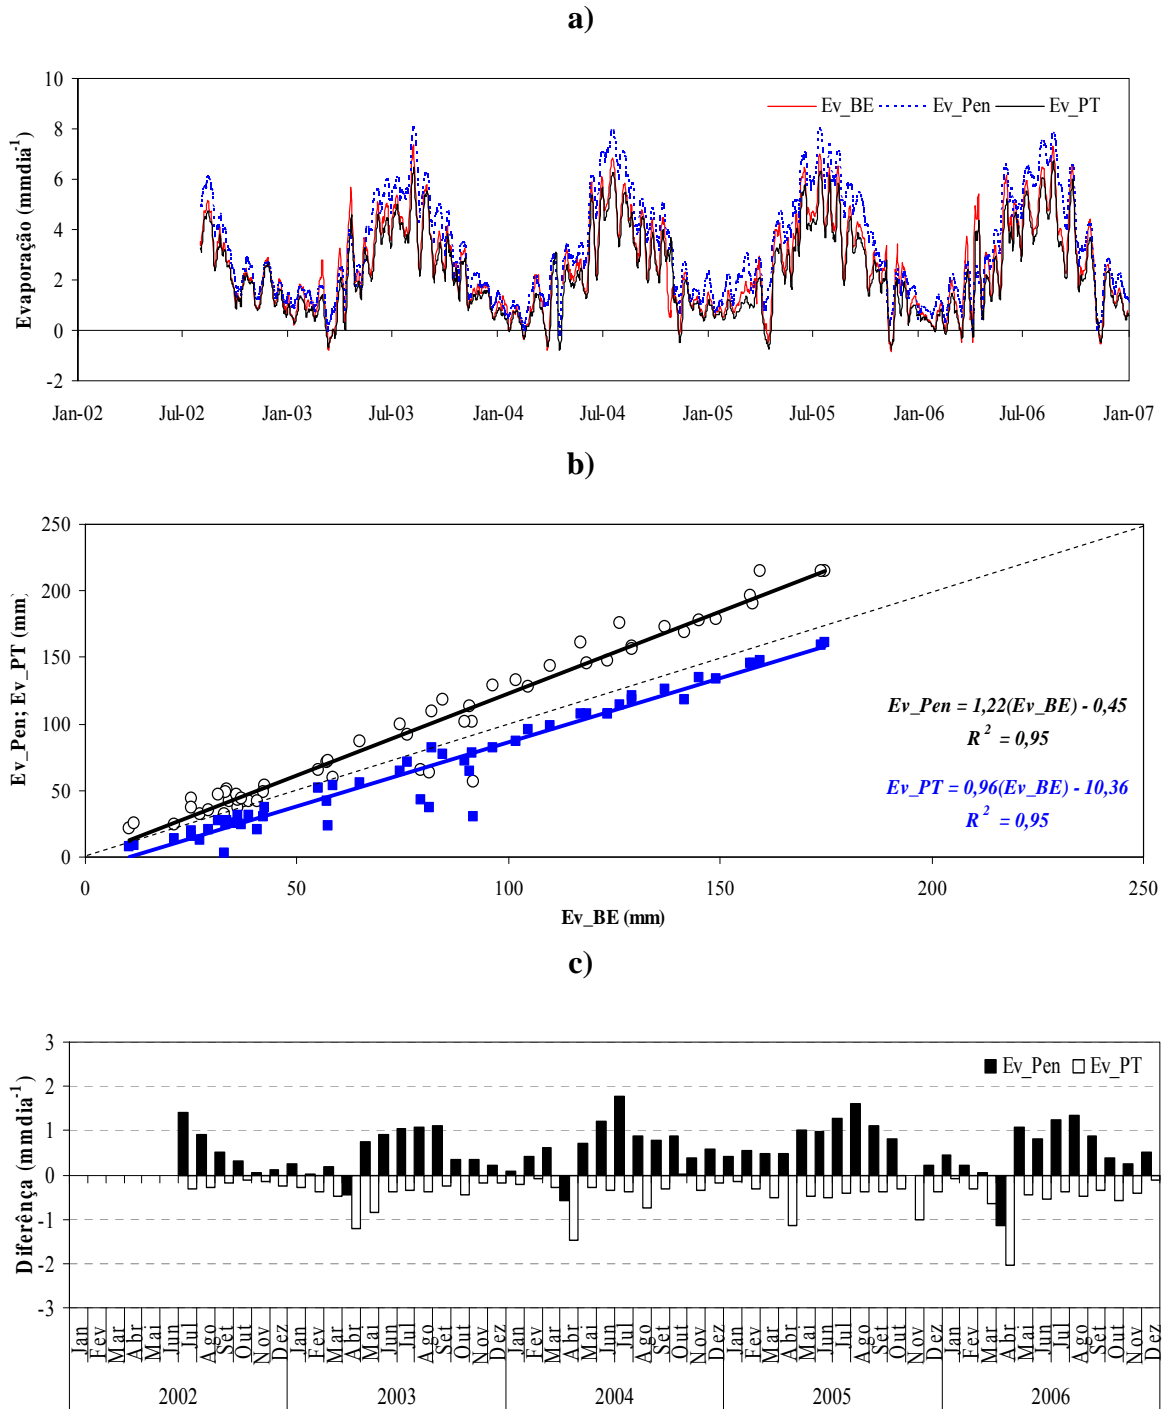 a)
10
8
6
4
2
0
-2
Evaporação (mmdia-1)
Ev_BE Ev_Pen Ev_PT
Jan-02 Jul-02 Jan-03 Jul-03 Jan-04 Jul-04 Jan-05 Jul-05 Jan-06 Jul-06 Jan-07
b)
250
200
150
100
50
0
Ev_Pen; Ev_PT (mm)
Ev_Pen = 1,22(Ev_BE) - 0,45
R2 = 0,95
Ev_PT = 0,96(Ev_BE) - 10,36
R2 = 0,95
0 50 100 150 200 250
Ev_BE (mm)
c)
3
2
1
0
-1
-2
-3
Diferênça (mmdia-1)
Ev_Pen Ev_PT
Jan Fev Mar Abr Mai Jun Jul Ago Set Out Nov Dez Jan Fev Mar Abr Mai Jun Jul Ago Set Out Nov Dez Jan Fev Mar Abr Mai Jun Jul Ago Set Out Nov Dez Jan Fev Mar Abr Mai Jun Jul Ago Set Out Nov Dez Jan Fev Mar Abr Mai Jun Jul Ago Set Out Nov Dez
2002 2003 2004 2005 2006